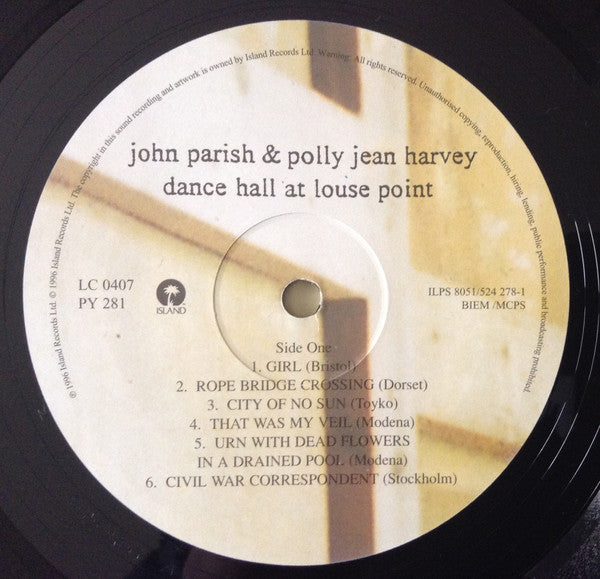 ℗ 1996 Island Records Ltd. © 1996 Island Records Ltd. The copyright in this sound recording and artwork is owned by Island Records Ltd. Warning: All rights reserved. Unauthorised copying, reproduction, hiring, lending, public performance and broadcasting prohibited.
john parish & polly jean harvey
dance hall at louse point
LC 0407
PY 281
ISLAND
ILPS 8051/524 278-1
BIEM /MCPS
Side One
1. GIRL (Bristol)
2. ROPE BRIDGE CROSSING (Dorset)
3. CITY OF NO SUN (Toyko)
4. THAT WAS MY VEIL (Modena)
5. URN WITH DEAD FLOWERS
IN A DRAINED POOL (Modena)
6. CIVIL WAR CORRESPONDENT (Stockholm)